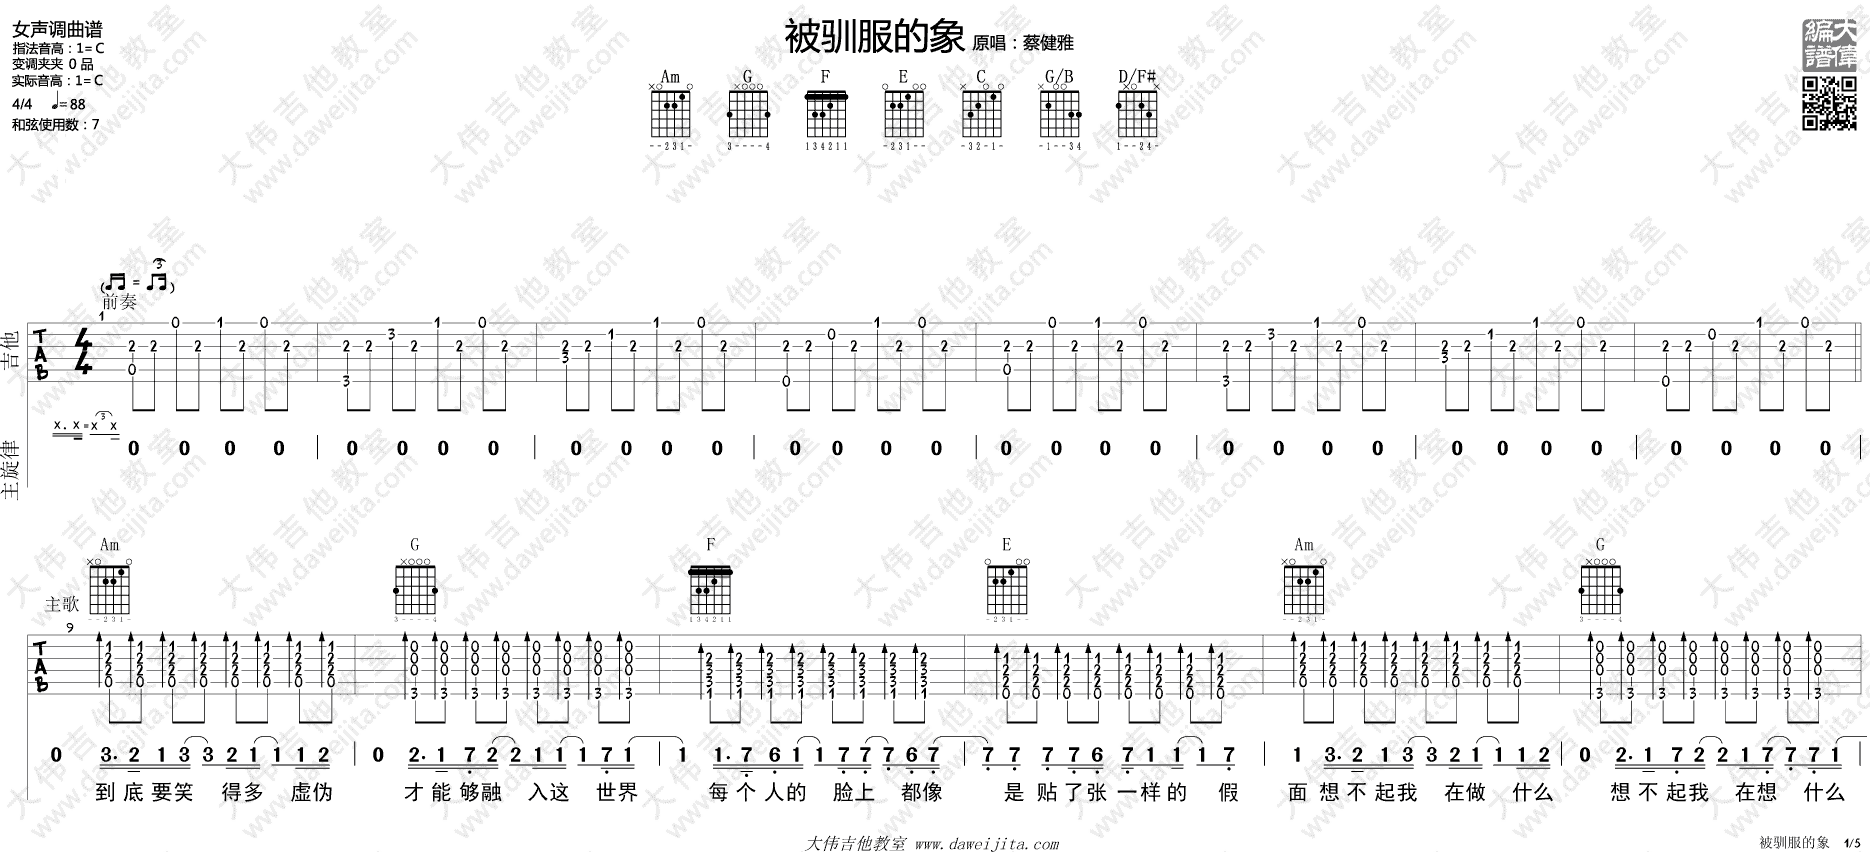 女声调曲谱
指法音高：1= C
变调夹夹 0 品
实际音高：1= C
4/4 ♩= 88
和弦使用数：7
被驯服的象 原唱：蔡健雅
大偉編譜
Am G F E C G/B D/F#
--231- 3----4 134211 -231-- -32-1- -1--34 1--24-
(♫ = ♫ 3)
前奏
1
吉他
TAB
4/4
x. x = x 3 x
主旋律
0 0 0 0 | 0 0 0 0 | 0 0 0 0 | 0 0 0 0 | 0 0 0 0 | 0 0 0 0 | 0 0 0 0 | 0 0 0 0 |
Am G F E Am G
主歌
9
TAB
0 3. 2 1 3 3 2 1 1 1 2 | 0 2. 1 7 2 2 1 1 1 7 1 | 1 1. 7 6 1 1 7 7 7 6 7 | 7 7 7 7 6 7 1 1 1 7 | 1 3. 2 1 3 3 2 1 1 1 2 | 0 2. 1 7 2 2 1 7 7 7 1
到底要笑 得多 虚伪 才能够融 入这 世界 每个人的 脸上 都像 是贴了张 一样的 假 面想不起我 在做 什么 想不起我 在想 什么
大伟吉他教室 www.daweijita.com
被驯服的象 1/5